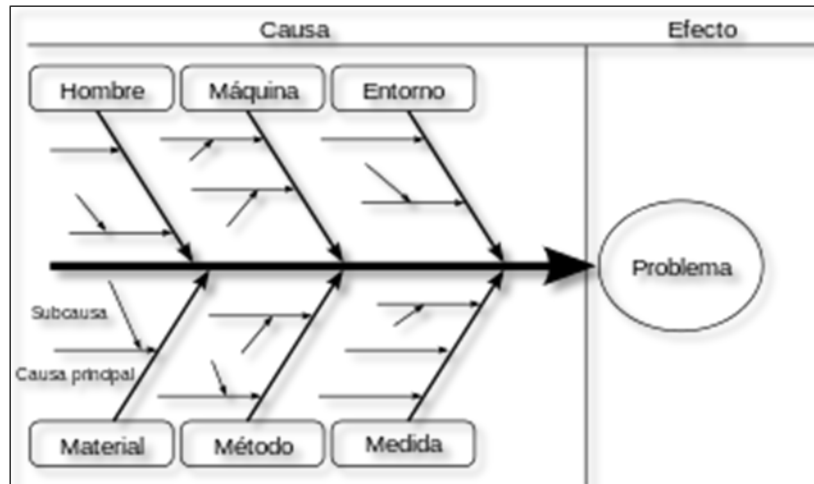 Causa
Efecto
Hombre
Máquina
Entorno
Problema
Subcausa
Causa principal
Material
Método
Medida